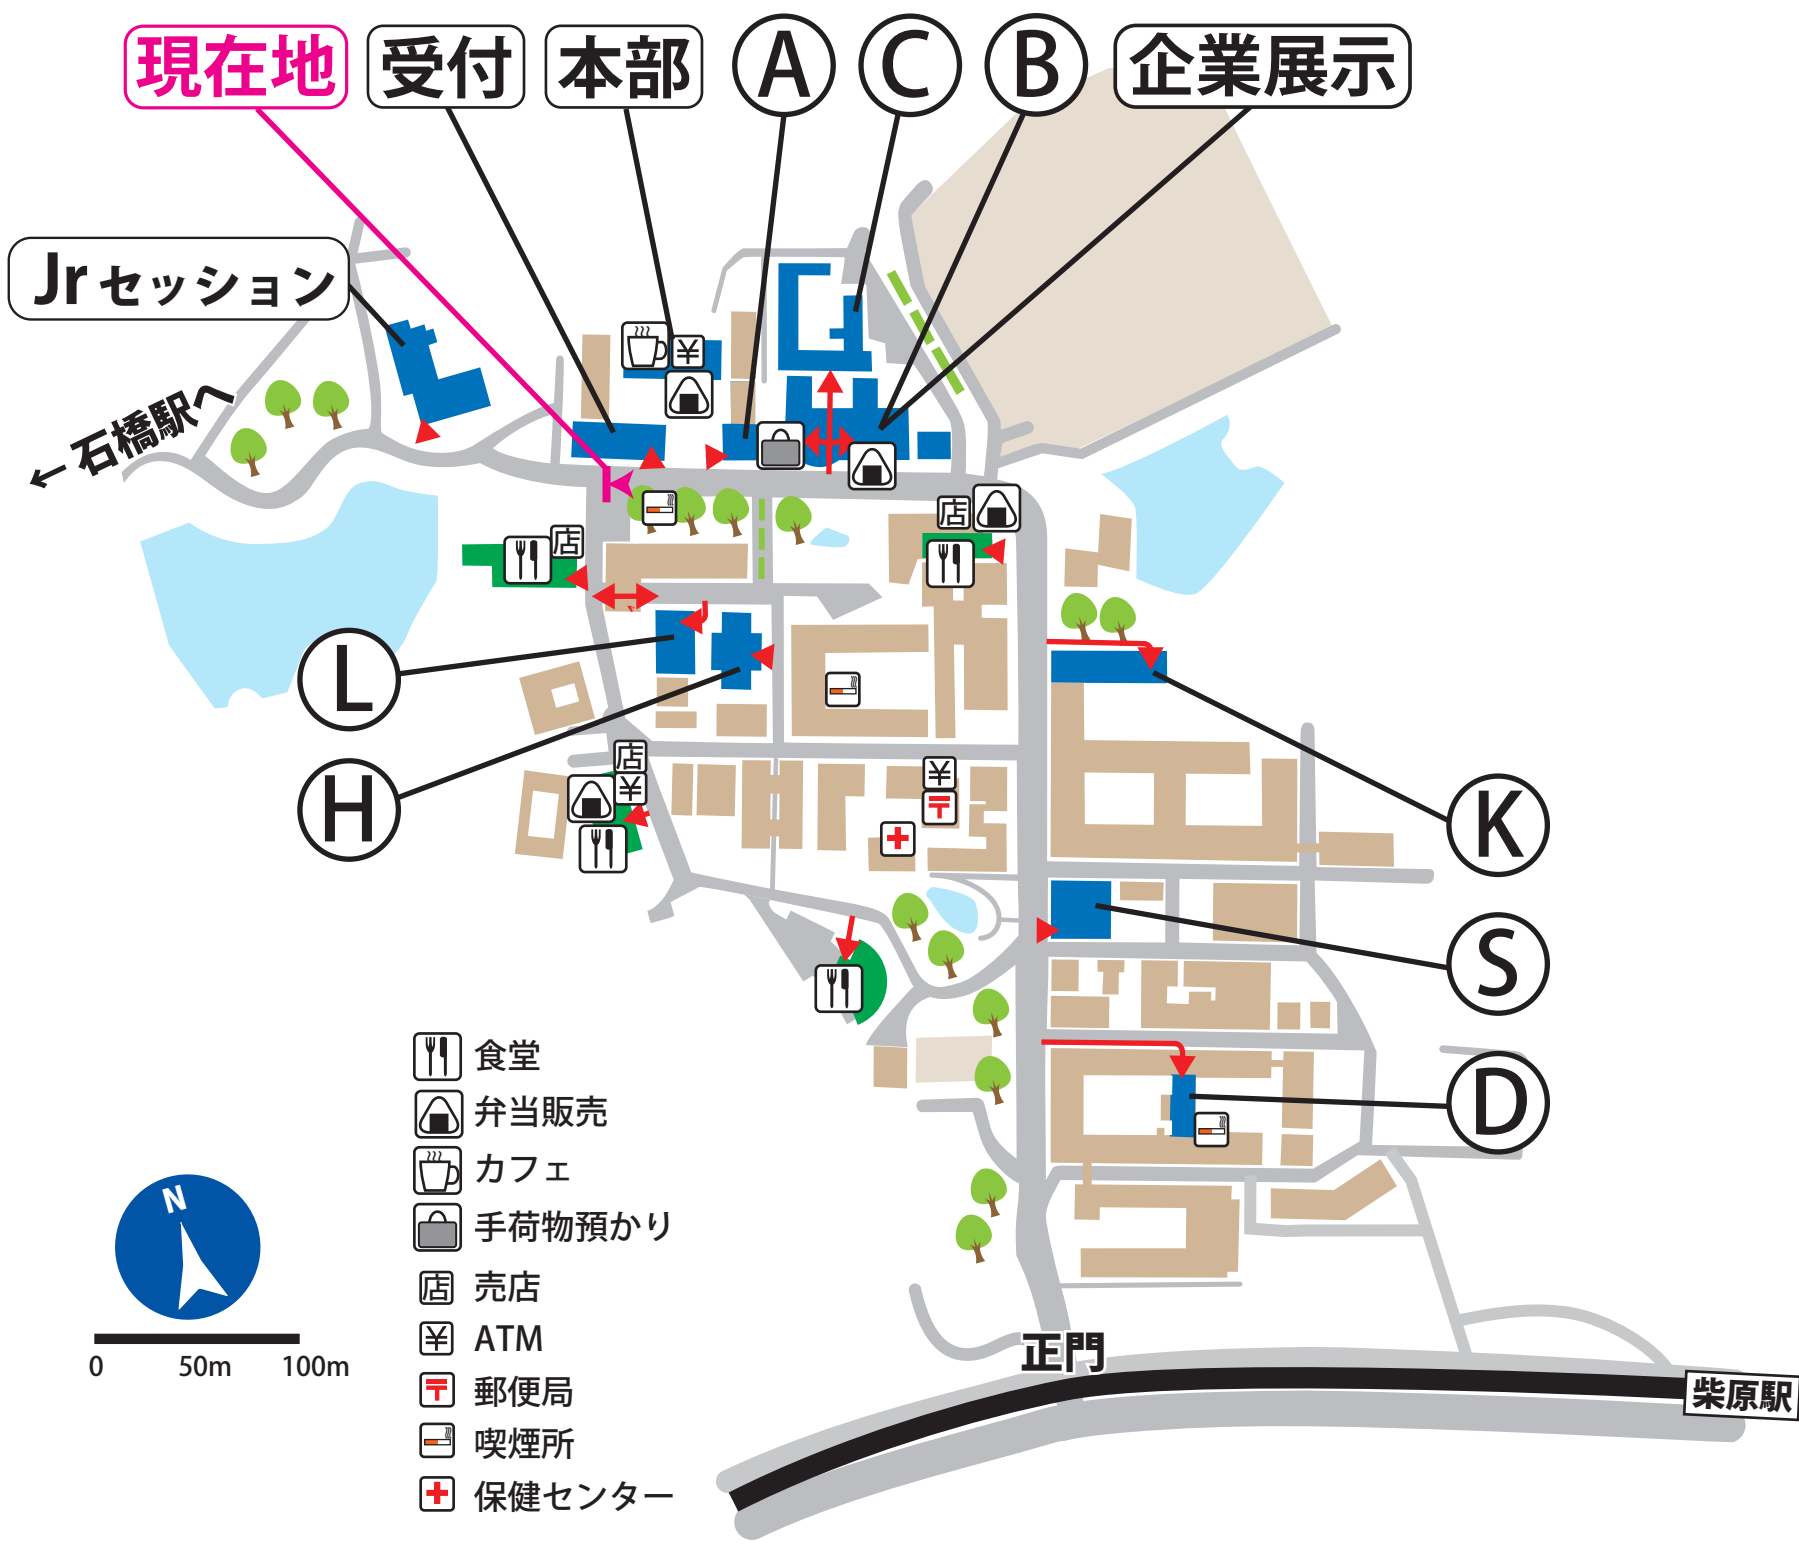 現在地
受付
本部
A
C
B
企業展示
Jr セッション
←石橋駅へ
¥
店
店
L
H
店
¥
¥
〒
K
S
D
食堂
弁当販売
カフェ
手荷物預かり
店 売店
¥ ATM
〒 郵便局
喫煙所
保健センター
N
0 50m 100m
正門
柴原駅